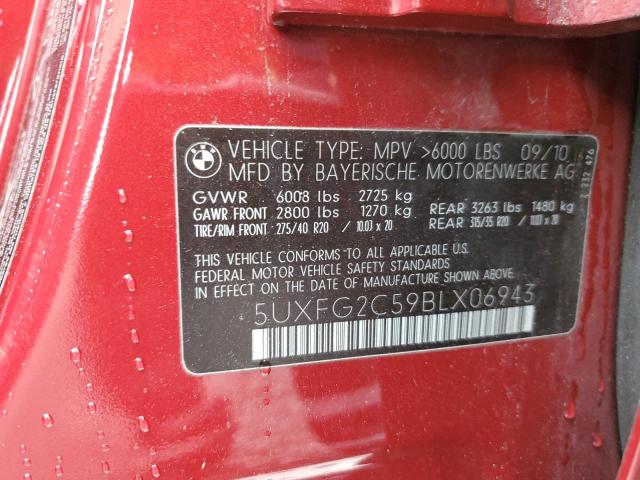 BMW
VEHICLE TYPE: MPV >6000 LBS 09/10
MFD BY BAYERISCHE MOTORENWERKE AG
GVWR 6008 lbs 2725 kg
GAWR FRONT 2800 lbs 1270 kg REAR 3263 lbs 1480 kg
TIRE/RIM FRONT 275/40 R20 / 10.03 x 20 REAR 315/35 R20 / 11.03 x 20
THIS VEHICLE CONFORMS TO ALL APPLICABLE
FEDERAL MOTOR VEHICLE SAFETY STANDARDS
IN EFFECT ON THE DATE OF MANUFACTURE SHOWN ABOVE
5UXFG2C59BLX06943